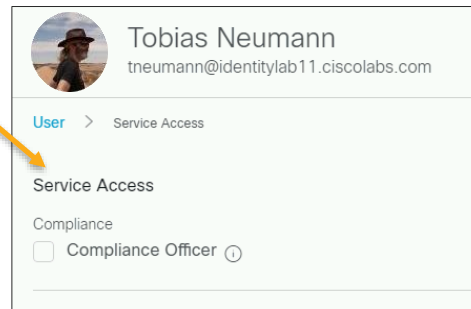 Tobias Neumann
tneumann@identitylab11.ciscolabs.com
User > Service Access
Service Access
Compliance
Compliance Officer